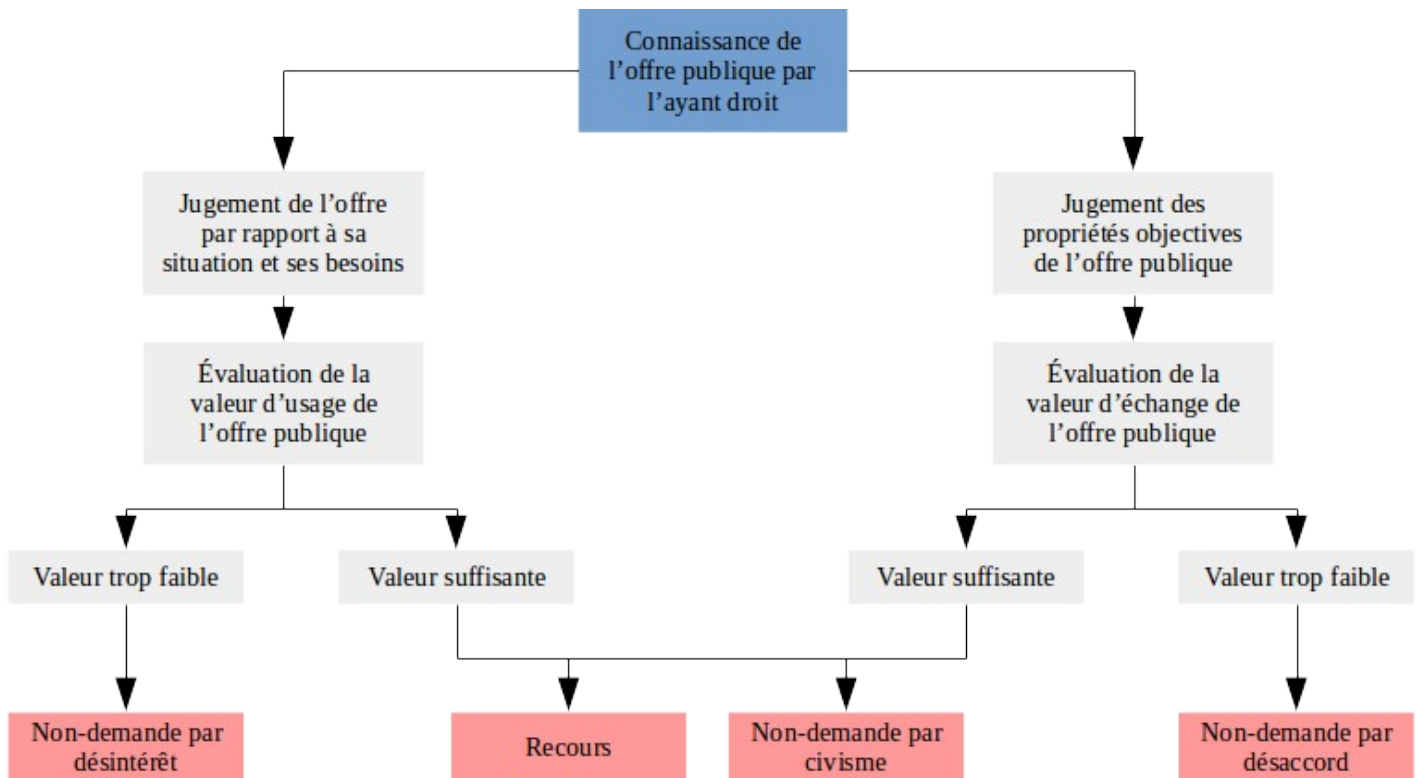 Connaissance de
l’offre publique par
l’ayant droit
Jugement de l’offre
par rapport à sa
situation et ses besoins
Jugement des
propriétés objectives
de l’offre publique
Évaluation de la
valeur d’usage de
l’offre publique
Évaluation de la
valeur d’échange de
l’offre publique
Valeur trop faible
Valeur suffisante
Valeur suffisante
Valeur trop faible
Non-demande par
désintérêt
Recours
Non-demande par
civisme
Non-demande par
désaccord